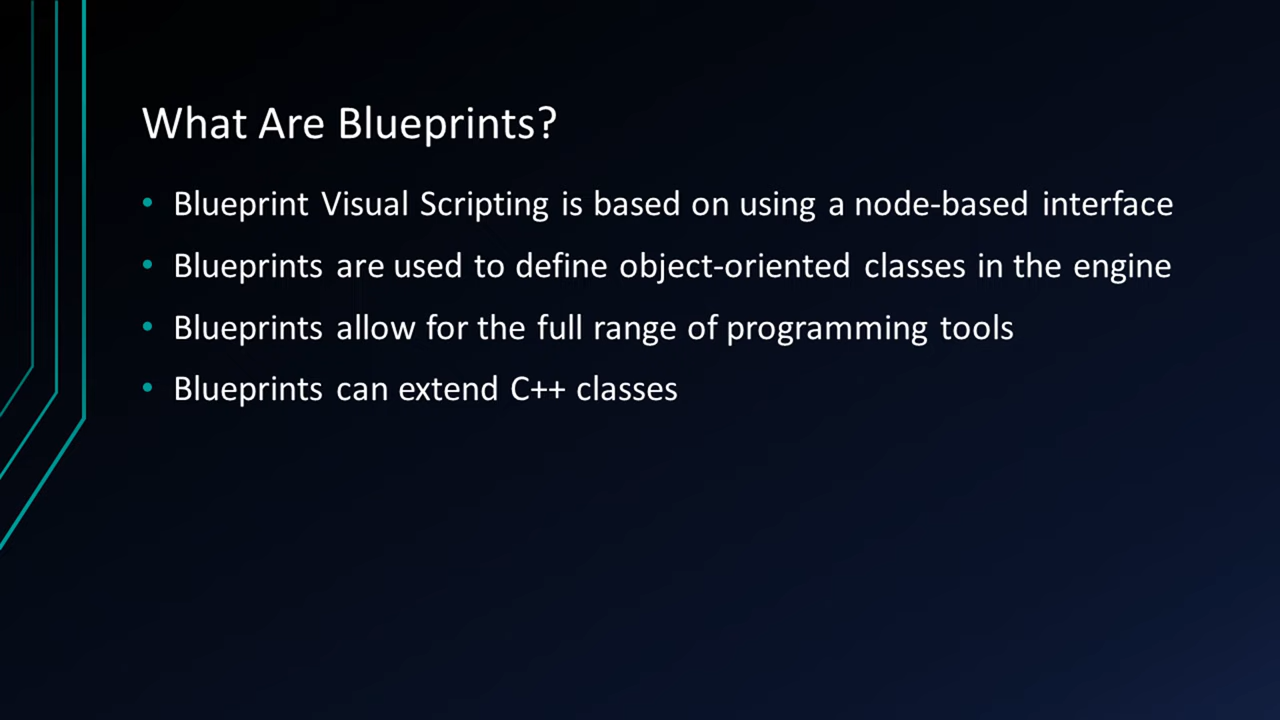 What Are Blueprints?
• Blueprint Visual Scripting is based on using a node-based interface
• Blueprints are used to define object-oriented classes in the engine
• Blueprints allow for the full range of programming tools
• Blueprints can extend C++ classes